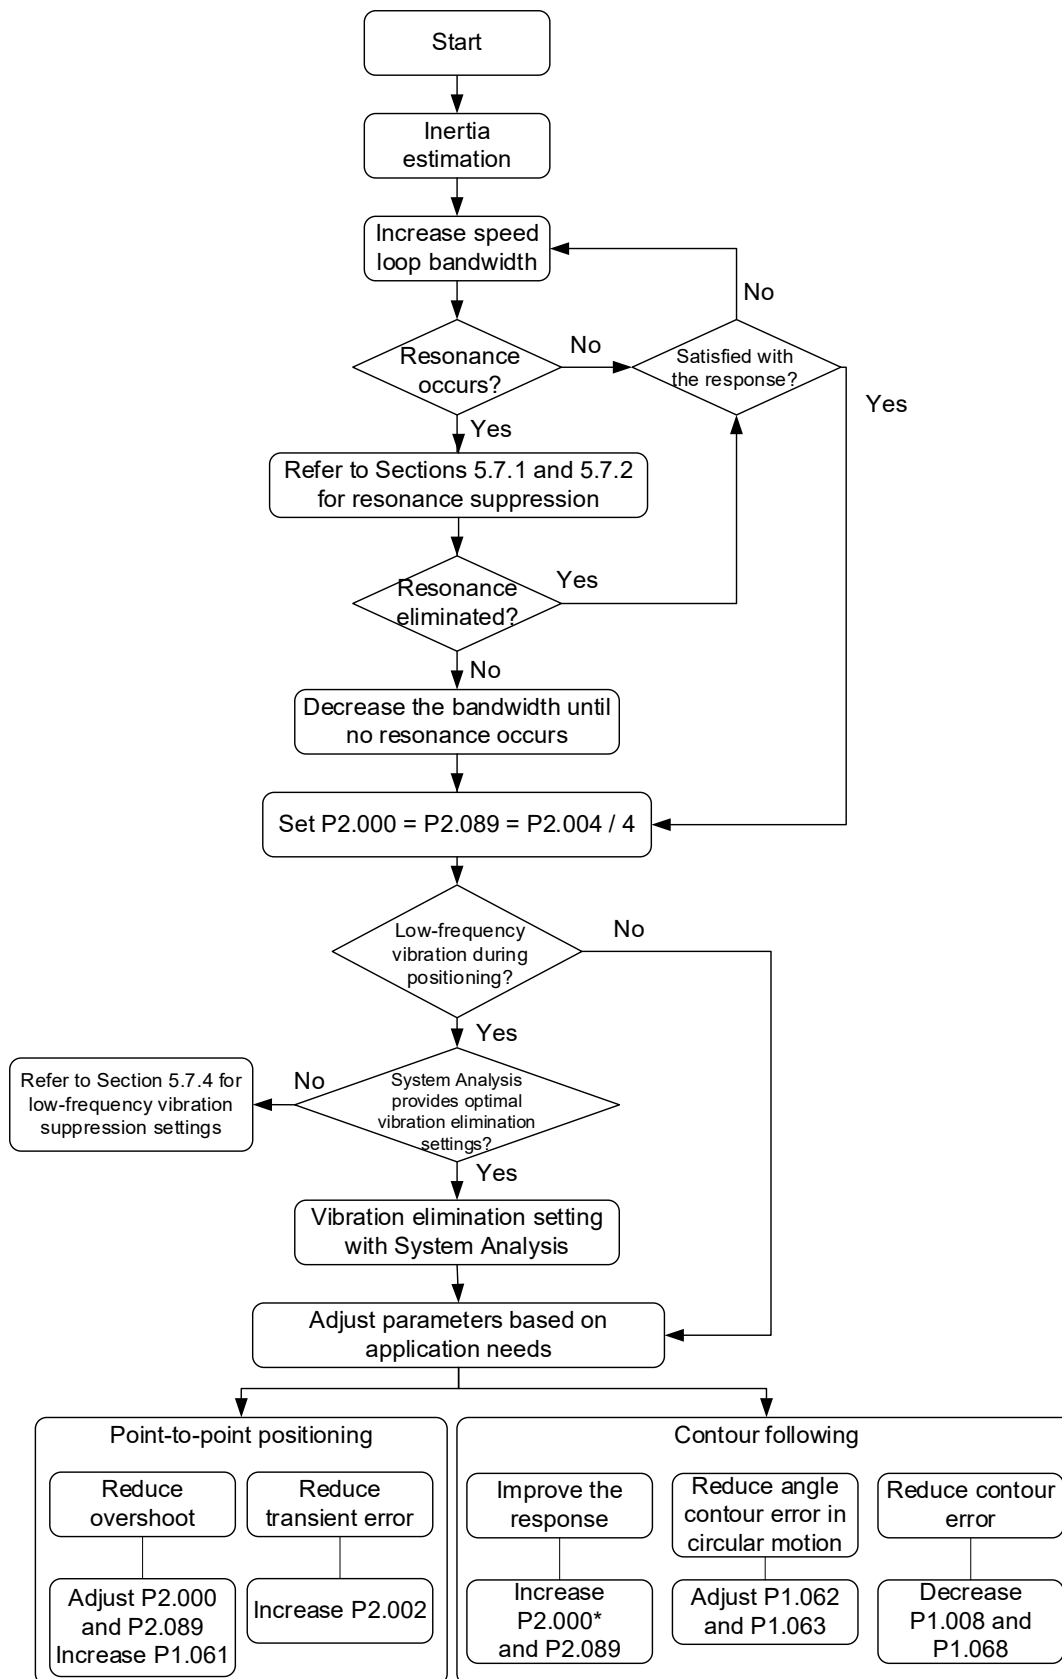 Start
Inertia
estimation
Increase speed
loop bandwidth
No
Resonance
occurs?
No
Satisfied with
the response?
Yes
Yes
Refer to Sections 5.7.1 and 5.7.2
for resonance suppression
Resonance
eliminated?
Yes
No
Decrease the bandwidth until
no resonance occurs
Set P2.000 = P2.089 = P2.004 / 4
Low-frequency
vibration during
positioning?
No
Yes
Refer to Section 5.7.4 for
low-frequency vibration
suppression settings
No
System Analysis
provides optimal
vibration elimination
settings?
Yes
Vibration elimination setting
with System Analysis
Adjust parameters based on
application needs
Point-to-point positioning
Reduce
overshoot
Reduce
transient error
Adjust P2.000
and P2.089
Increase P1.061
Increase P2.002
Contour following
Improve the
response
Reduce angle
contour error in
circular motion
Reduce contour
error
Increase
P2.000*
and P2.089
Adjust P1.062
and P1.063
Decrease
P1.008 and
P1.068